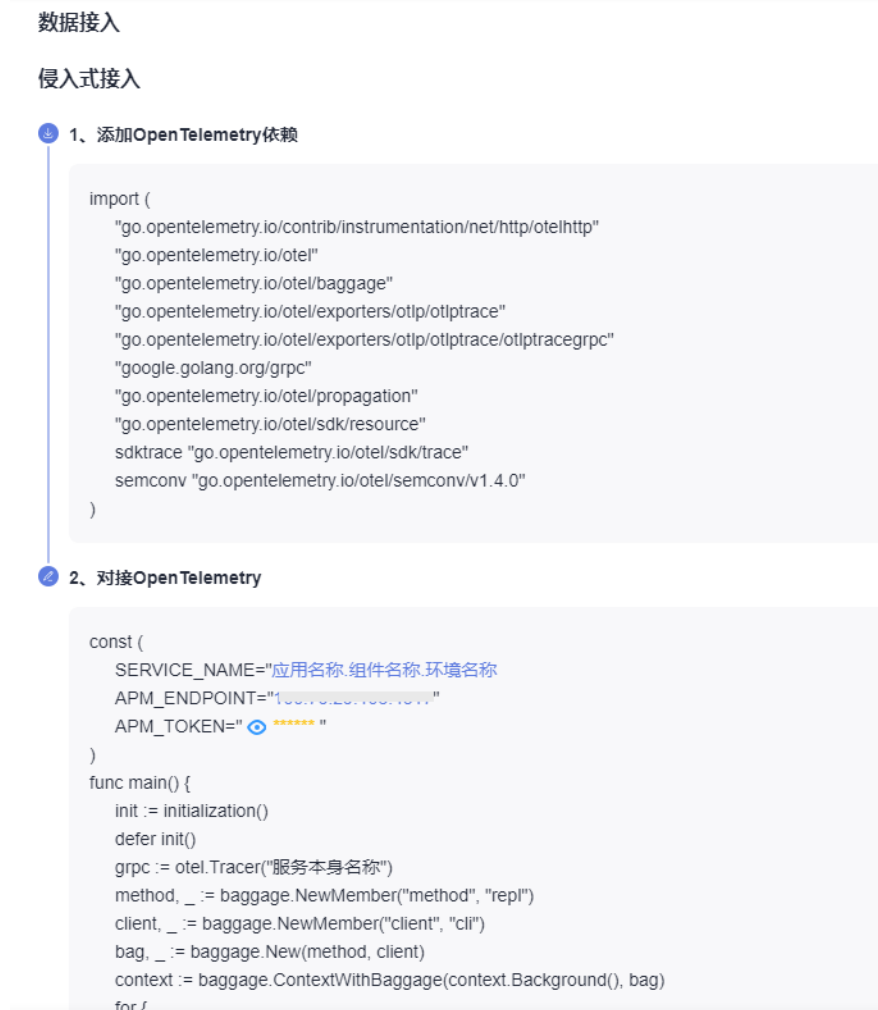 数据接入
侵入式接入
1、添加OpenTelemetry依赖
import (
"go.opentelemetry.io/contrib/instrumentation/net/http/otelhttp"
"go.opentelemetry.io/otel"
"go.opentelemetry.io/otel/baggage"
"go.opentelemetry.io/otel/exporters/otlp/otlptrace"
"go.opentelemetry.io/otel/exporters/otlp/otlptrace/otlptracegrpc"
"google.golang.org/grpc"
"go.opentelemetry.io/otel/propagation"
"go.opentelemetry.io/otel/sdk/resource"
sdktrace "go.opentelemetry.io/otel/sdk/trace"
semconv "go.opentelemetry.io/otel/semconv/v1.4.0"
)
2、对接OpenTelemetry
const (
SERVICE_NAME="应用名称.组件名称.环境名称
APM_ENDPOINT=" "
APM_TOKEN=" ****** "
)
func main() {
init := initialization()
defer init()
grpc := otel.Tracer("服务本身名称")
method, _ := baggage.NewMember("method", "repl")
client, _ := baggage.NewMember("client", "cli")
bag, _ := baggage.New(method, client)
context := baggage.ContextWithBaggage(context.Background(), bag)
for {